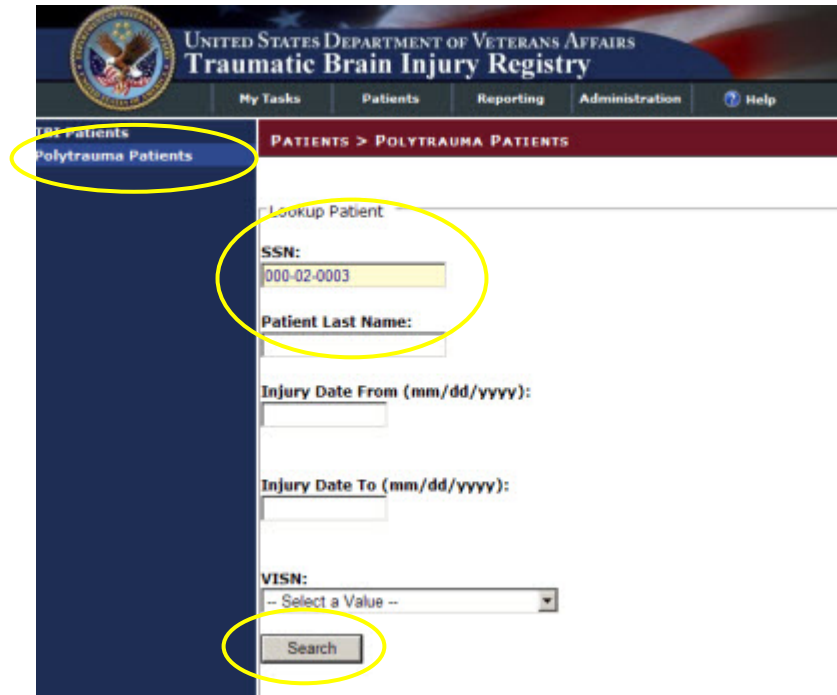 UNITED STATES DEPARTMENT OF VETERANS AFFAIRS
Traumatic Brain Injury Registry
My Tasks Patients Reporting Administration ? Help
TBI Patients
Polytrauma Patients
PATIENTS > POLYTRAUMA PATIENTS
Lookup Patient
SSN:
000-02-0003
Patient Last Name:
Injury Date From (mm/dd/yyyy):
Injury Date To (mm/dd/yyyy):
VISN:
-- Select a Value --
Search